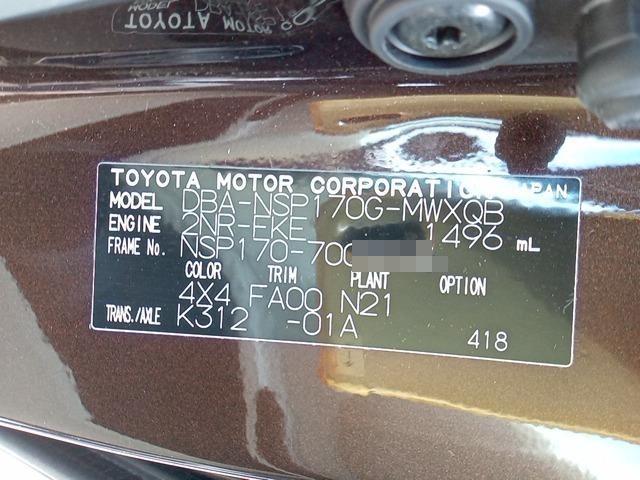 TOYOTA MOTOR CORPORATION JAPAN
MODEL DBA-NSP170G-MWXQB
ENGINE 2NR-FKE 1496 mL
FRAME No. NSP170-700
COLOR TRIM PLANT OPTION
4X4 FA00 N21
TRANS./AXLE K312 -01A
418